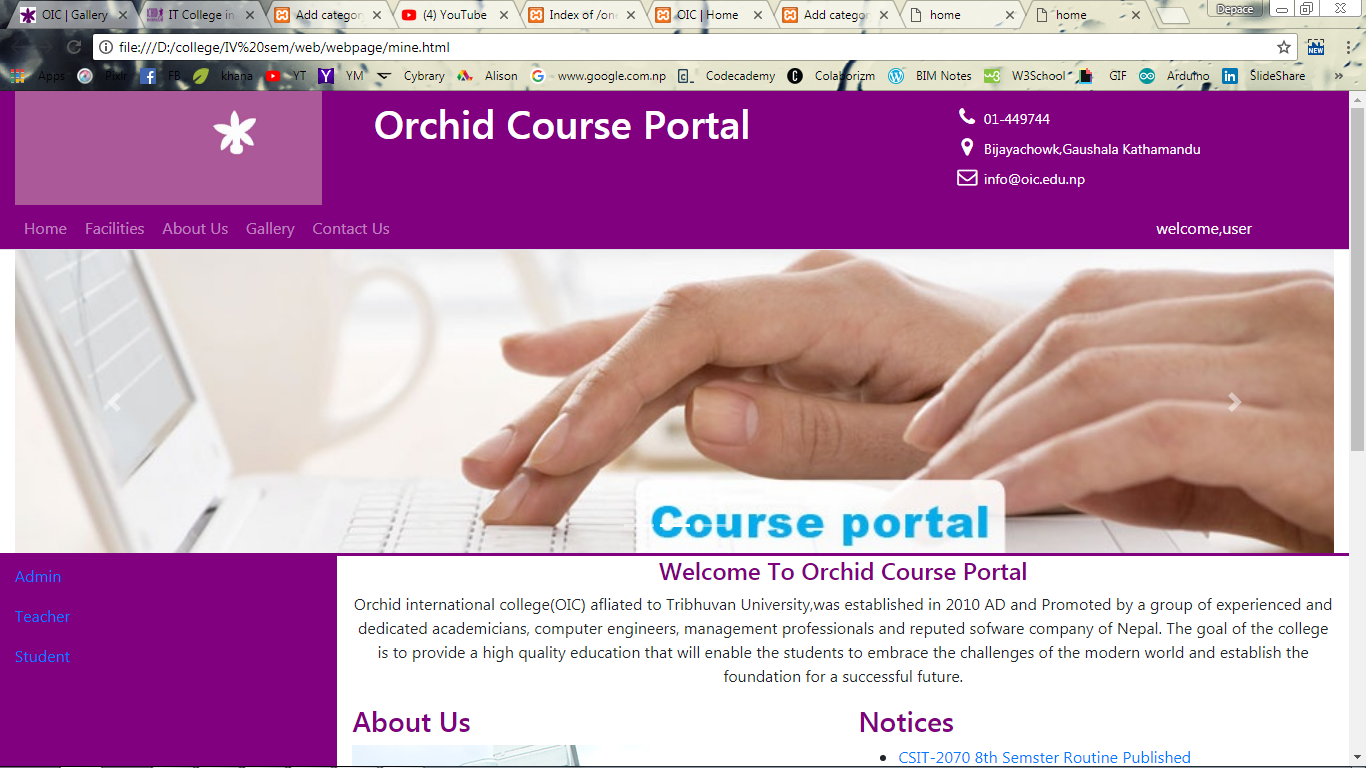 OIC | Gallery
IT College in
Add categor
(4) YouTube
Index of /one
OIC | Home
Add categor
home
home
Depace
file:///D:/college/IV%20sem/web/webpage/mine.html
NEW
Apps Pixlr FB khana YT YM Cybrary Alison www.google.com.np Codecademy Colaborizm BIM Notes W3School GIF Arduino SlideShare »
Orchid Course Portal
01-449744
Bijayachowk,Gaushala Kathamandu
info@oic.edu.np
Home Facilities About Us Gallery Contact Us welcome,user
Course portal
Admin
Teacher
Student
Welcome To Orchid Course Portal
Orchid international college(OIC) afliated to Tribhuvan University,was established in 2010 AD and Promoted by a group of experienced and
dedicated academicians, computer engineers, management professionals and reputed sofware company of Nepal. The goal of the college
is to provide a high quality education that will enable the students to embrace the challenges of the modern world and establish the
foundation for a successful future.
About Us
Notices
CSIT-2070 8th Semster Routine Published